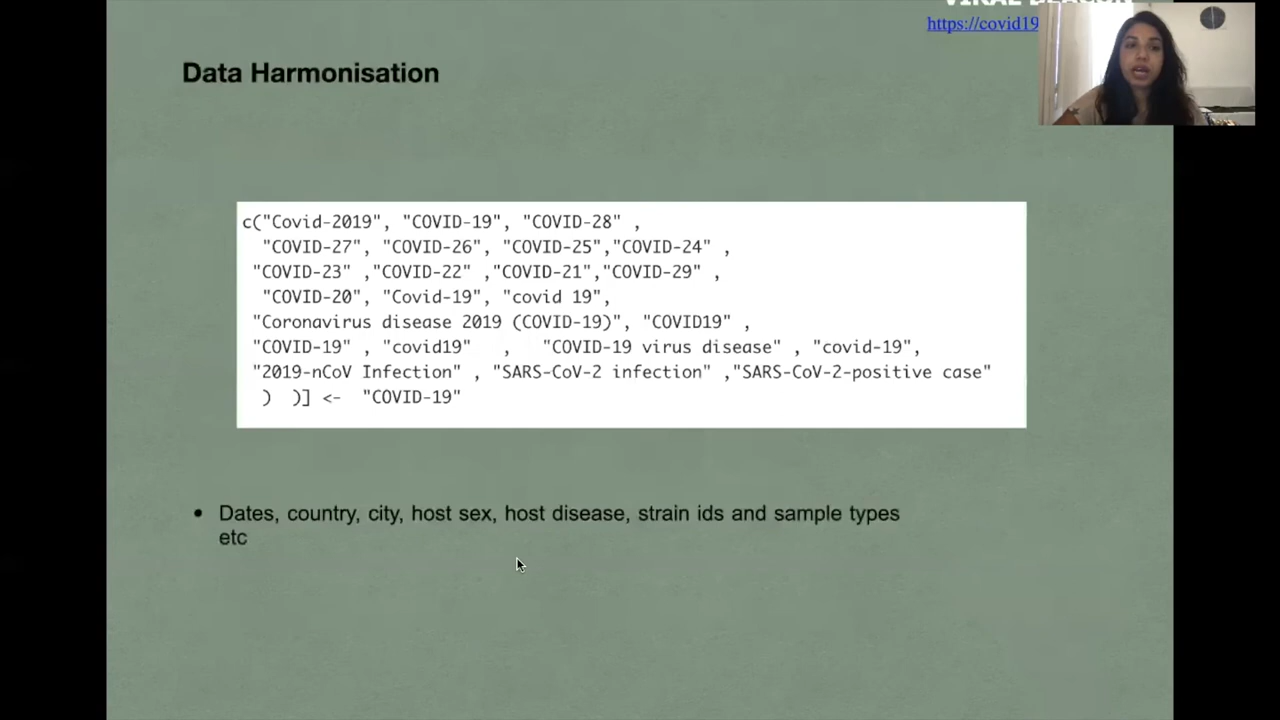 https://covid19
Data Harmonisation
c("Covid-2019", "COVID-19", "COVID-28" ,
"COVID-27", "COVID-26", "COVID-25","COVID-24" ,
"COVID-23" ,"COVID-22" ,"COVID-21","COVID-29" ,
"COVID-20", "Covid-19", "covid 19",
"Coronavirus disease 2019 (COVID-19)", "COVID19" ,
"COVID-19" , "covid19" , "COVID-19 virus disease" , "covid-19",
"2019-nCoV Infection" , "SARS-CoV-2 infection" ,"SARS-CoV-2-positive case"
) )] <- "COVID-19"
• Dates, country, city, host sex, host disease, strain ids and sample types
etc